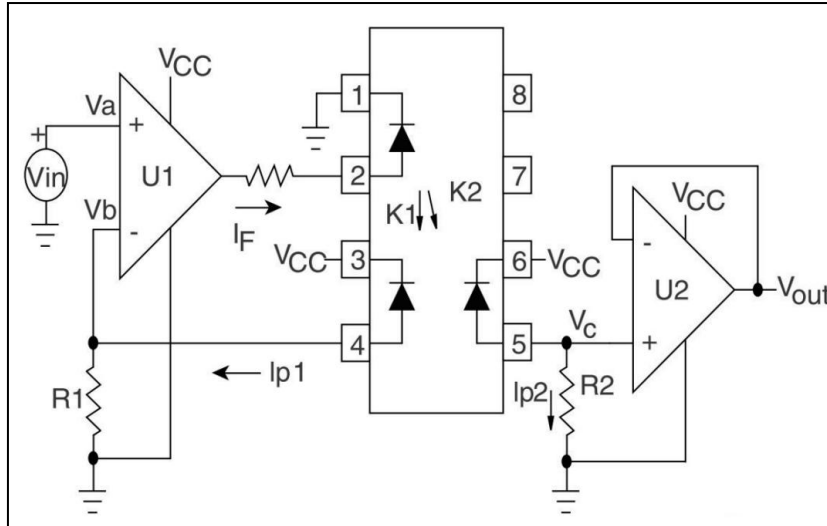 VCC
Va
+
+
Vin
U1
Vb
-
IF
1
2
3
4
8
7
6
5
K1
K2
VCC
VCC
Ip1
R1
Vc
Ip2
R2
VCC
-
U2
+
Vout